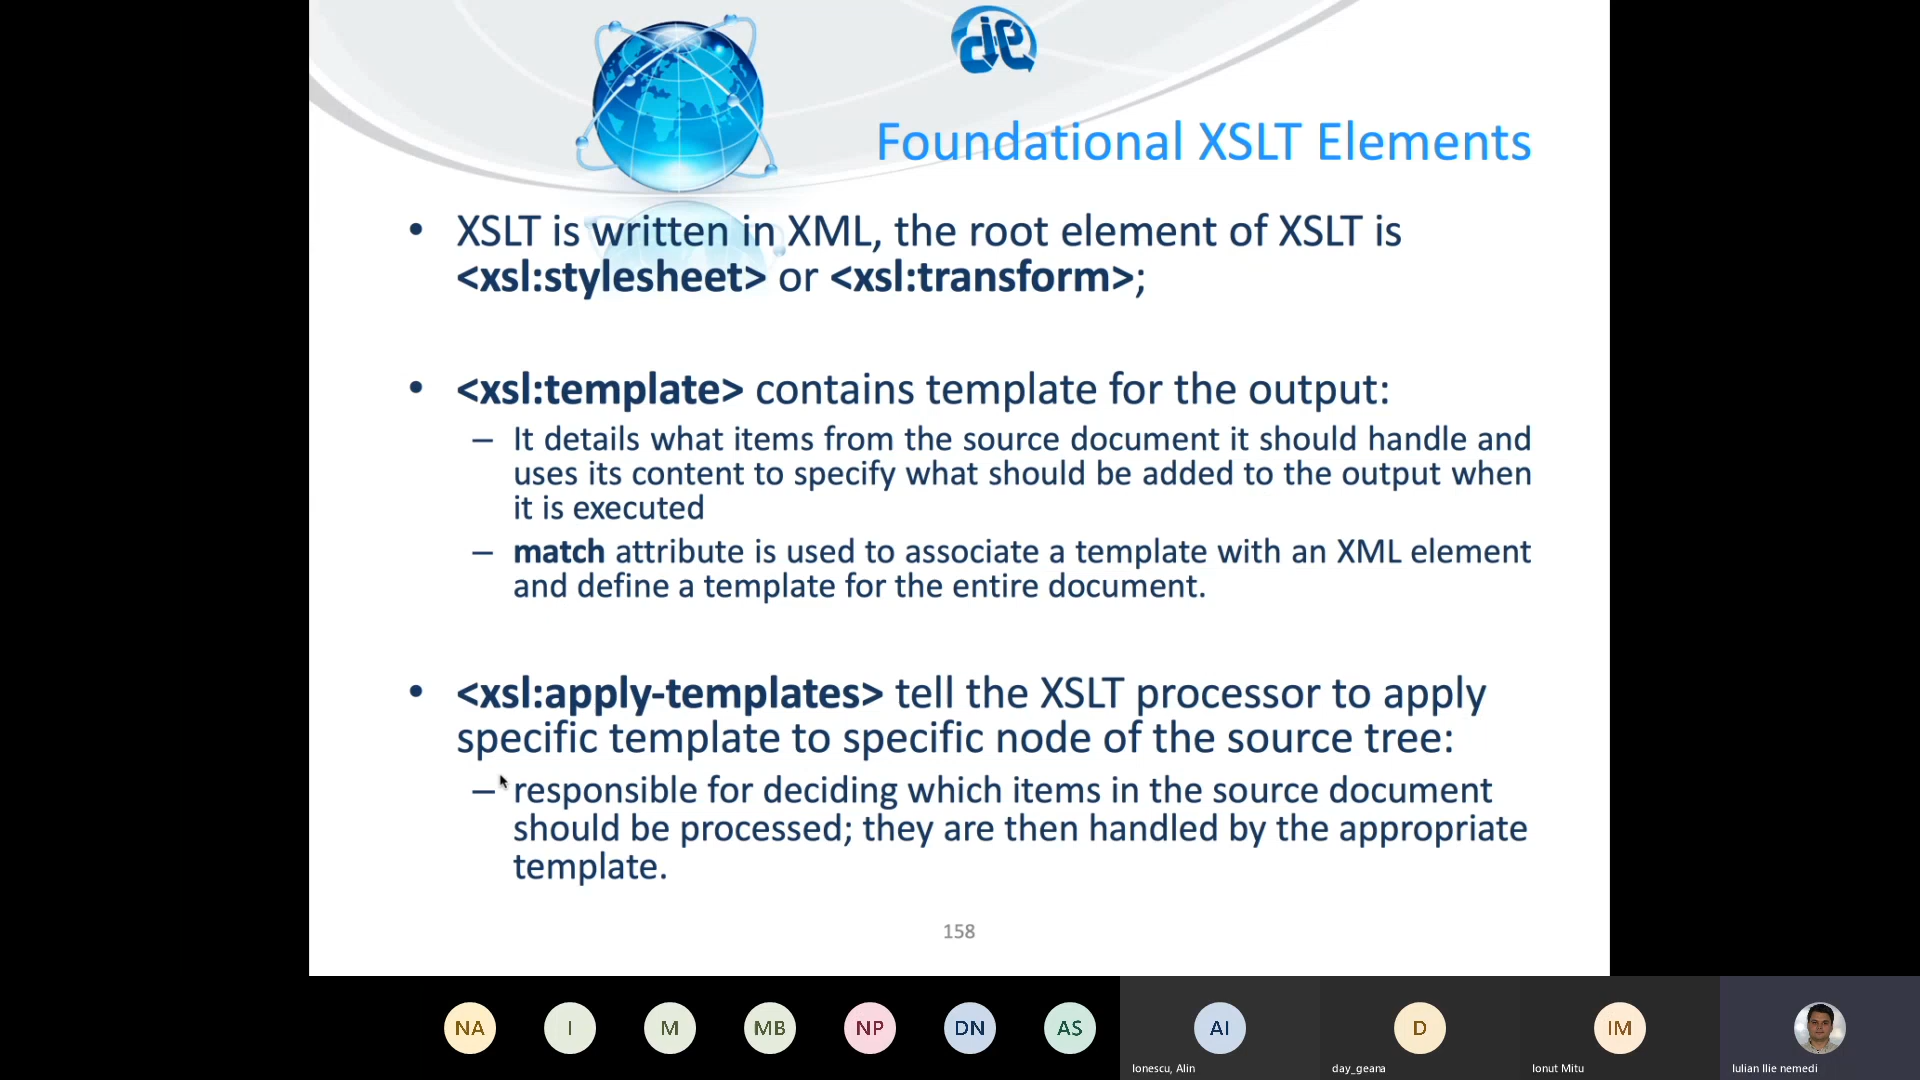 die
Foundational XSLT Elements
• XSLT is written in XML, the root element of XSLT is
<xsl:stylesheet> or <xsl:transform>;
• <xsl:template> contains template for the output:
– It details what items from the source document it should handle and
uses its content to specify what should be added to the output when
it is executed
– match attribute is used to associate a template with an XML element
and define a template for the entire document.
• <xsl:apply-templates> tell the XSLT processor to apply
specific template to specific node of the source tree:
– responsible for deciding which items in the source document
should be processed; they are then handled by the appropriate
template.
158
NA I M MB NP DN AS AI D IM
Ionescu, Alin day_geana Ionut Mitu Iulian Ilie nemedi